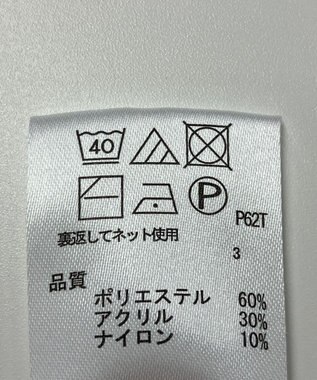 40
P
P62T
裏返してネット使用
3
品質
ポリエステル 60%
アクリル 30%
ナイロン 10%